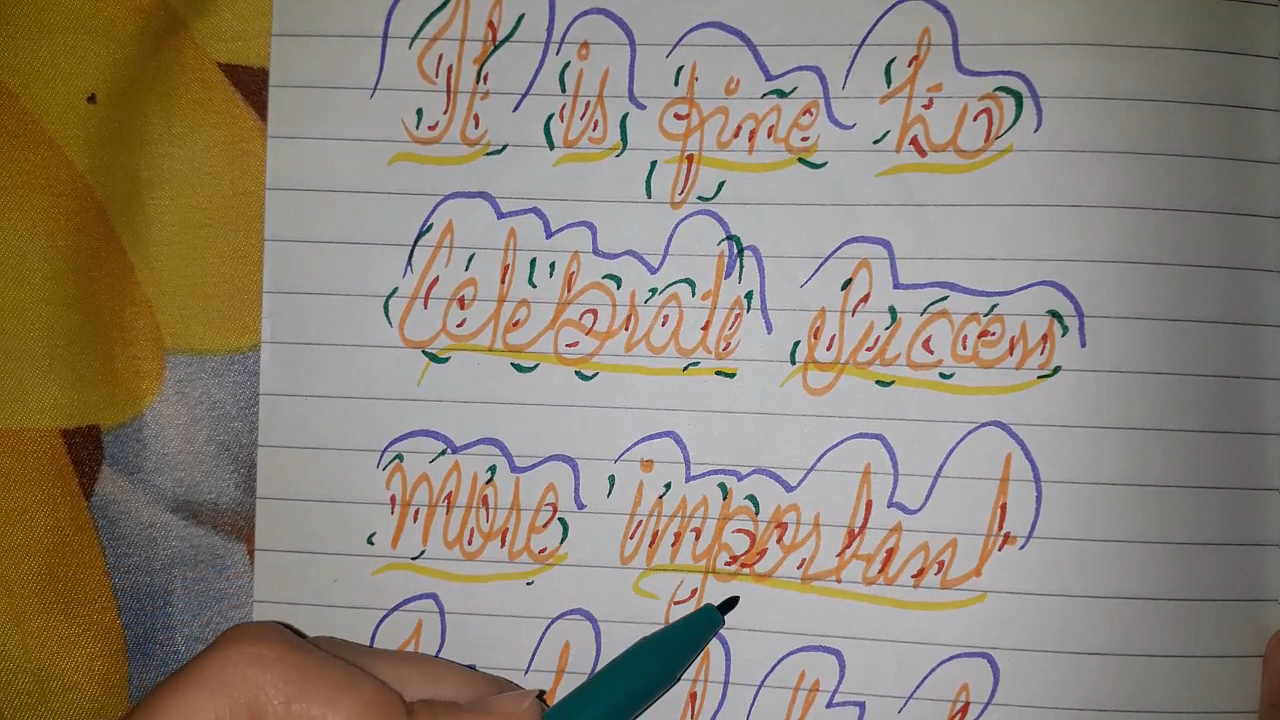 It is fine to
Celebrate Success
more important